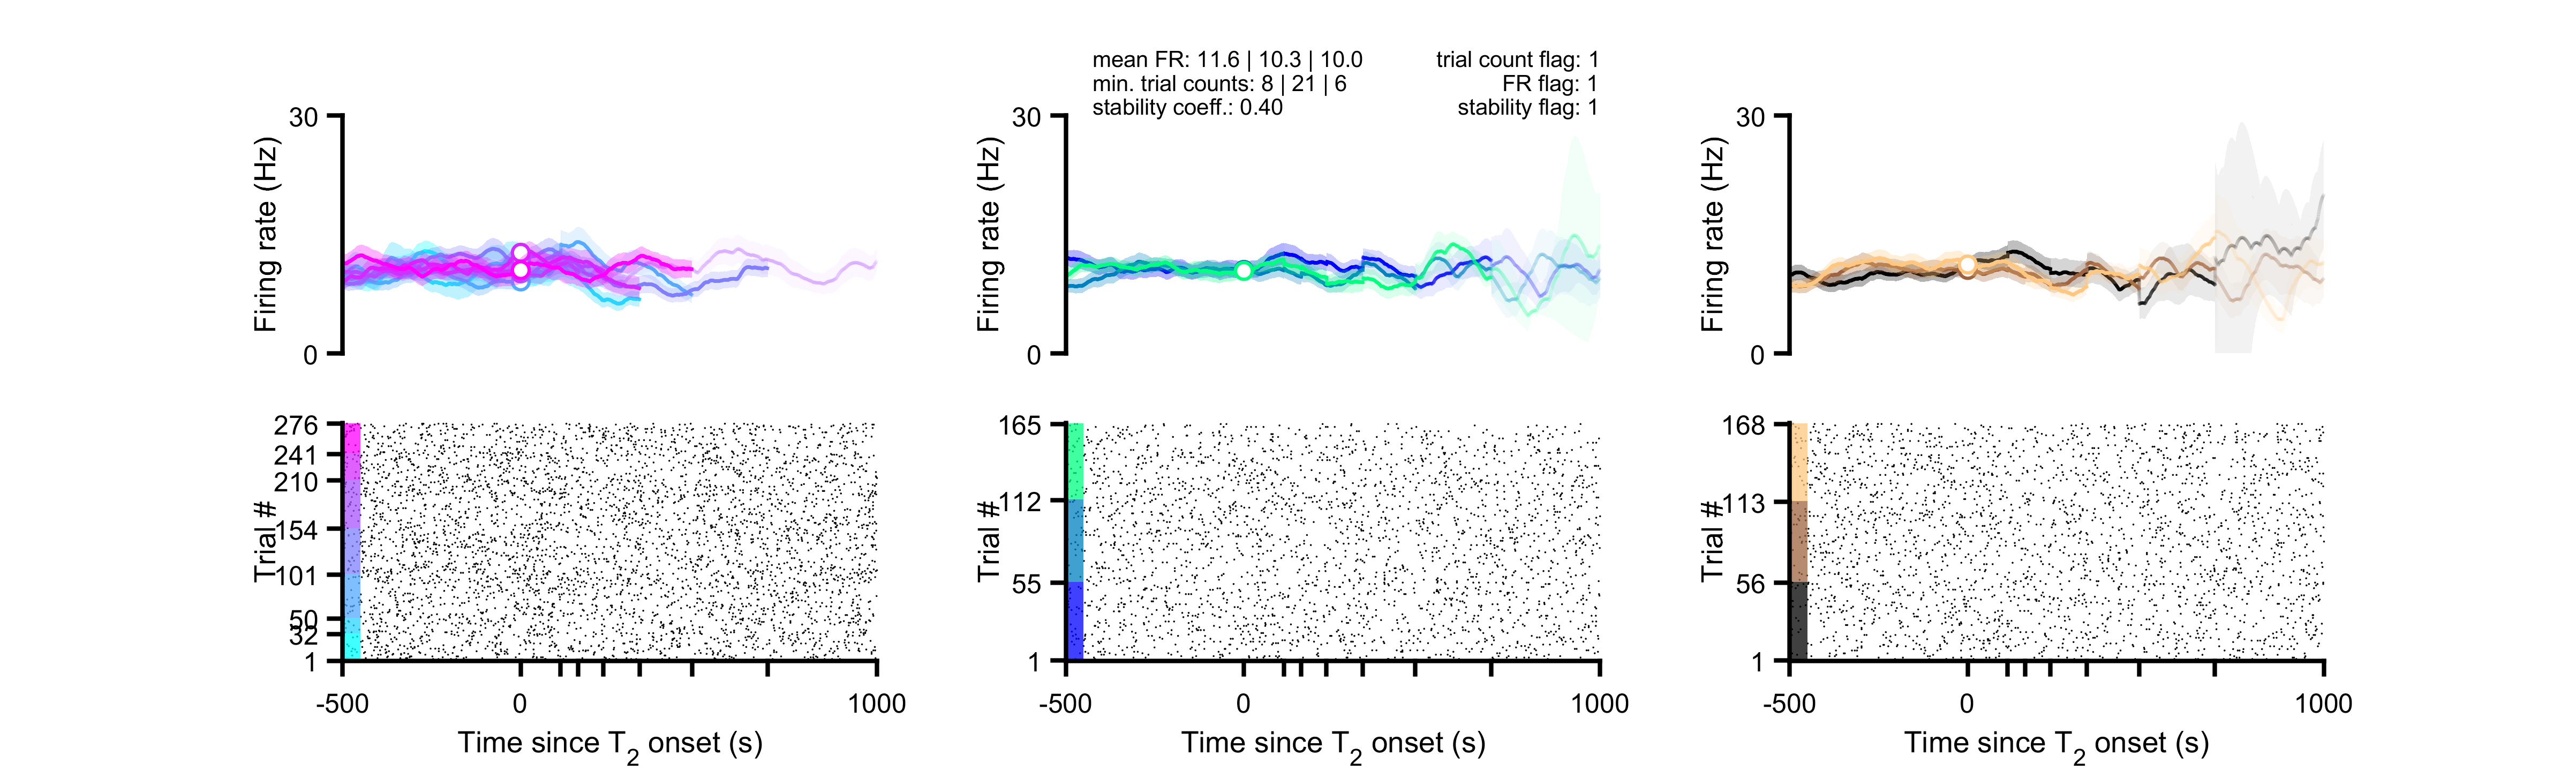 mean FR: 11.6 | 10.3 | 10.0
min. trial counts: 8 | 21 | 6
stability coeff.: 0.40
trial count flag: 1
FR flag: 1
stability flag: 1
Firing rate (Hz)
30
0
Firing rate (Hz)
30
0
Firing rate (Hz)
30
0
Trial #
276
241
210
154
101
50
32
1
-500
0
1000
Time since T2 onset (s)
Trial #
165
112
55
1
-500
0
1000
Time since T2 onset (s)
Trial #
168
113
56
1
-500
0
1000
Time since T2 onset (s)